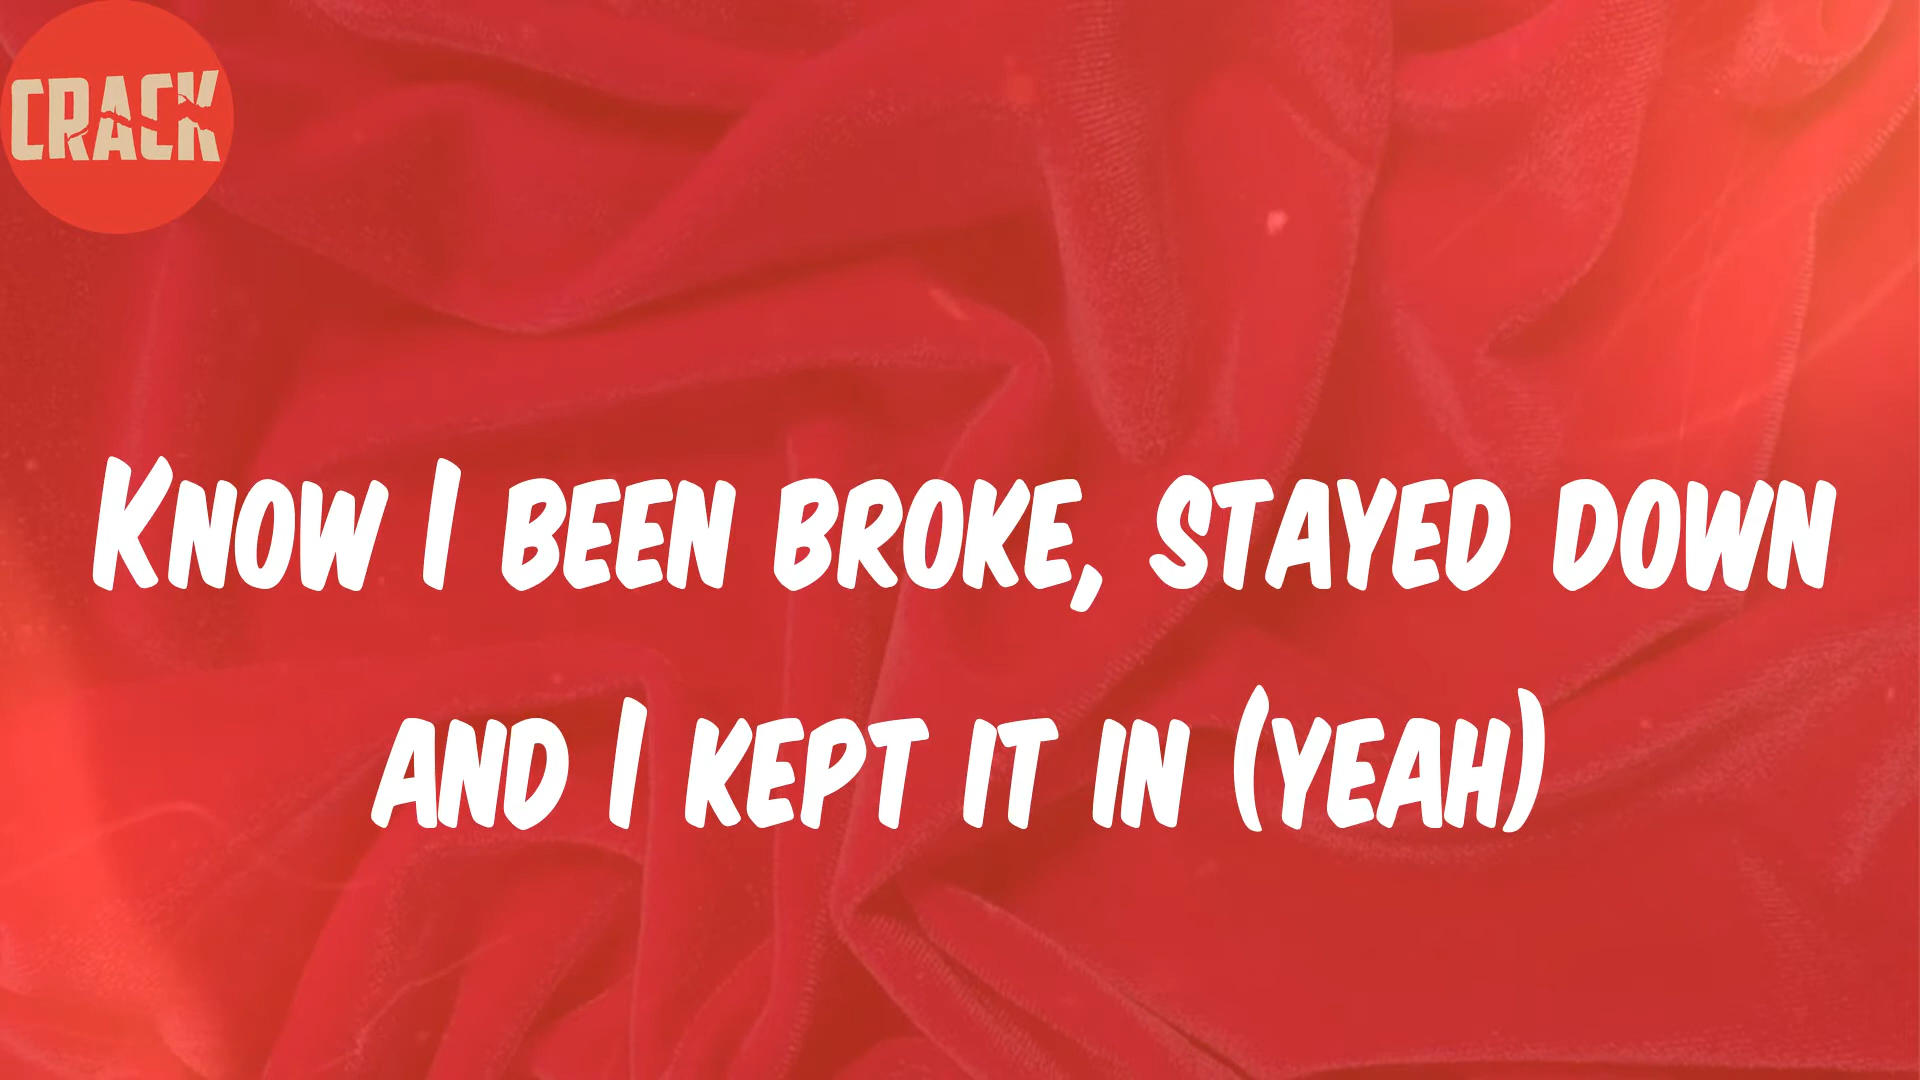 CRACK
KNOW I BEEN BROKE, STAYED DOWN
AND I KEPT IT IN (YEAH)